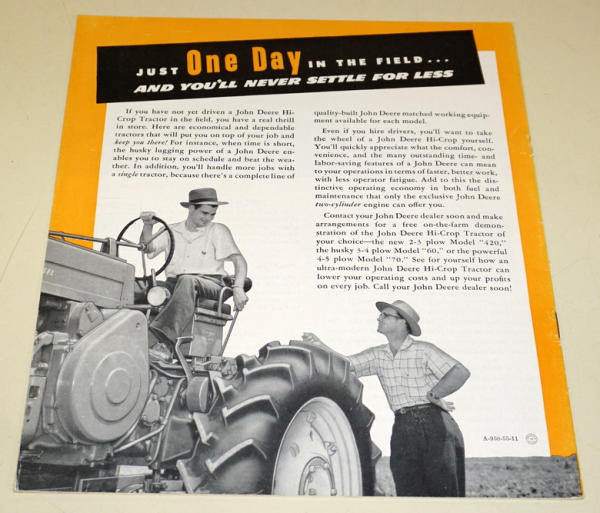 JUST One Day IN THE FIELD...
AND YOU'LL NEVER SETTLE FOR LESS
If you have not yet driven a John Deere Hi-
Crop Tractor in the field, you have a real thrill
in store. Here are economical and dependable
tractors that will put you on top of your job and
keep you there! For instance, when time is short,
the husky lugging power of a John Deere en-
ables you to stay on schedule and beat the wea-
ther. In addition, you'll handle more jobs with
a single tractor, because there's a complete line of
quality-built John Deere matched working equip-
ment available for each model.
Even if you hire drivers, you'll want to take
the wheel of a John Deere Hi-Crop yourself.
You'll quickly appreciate what the comfort, con-
venience, and the many outstanding time- and
labor-saving features of a John Deere can mean
to your operations in terms of faster, better work,
with less operator fatigue. Add to this the dis-
tinctive operating economy in both fuel and
maintenance that only the exclusive John Deere
two-cylinder engine can offer you.
Contact your John Deere dealer soon and make
arrangements for a free on-the-farm demon-
stration of the John Deere Hi-Crop Tractor of
your choice—the new 2-3 plow Model "420,"
the husky 3-4 plow Model "60," or the powerful
4-5 plow Model "70." See for yourself how an
ultra-modern John Deere Hi-Crop Tractor can
lower your operating costs and up your profits
on every job. Call your John Deere dealer soon!
A-950-55-11